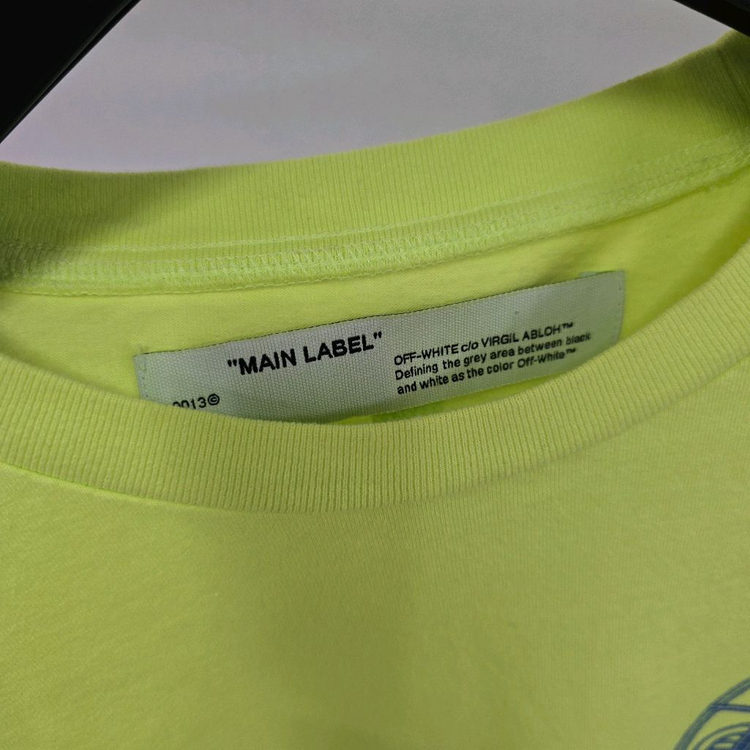 "MAIN LABEL"
OFF-WHITE c/o VIRGIL ABLOH™
Defining the grey area between black
and white as the color Off-White™
0013©